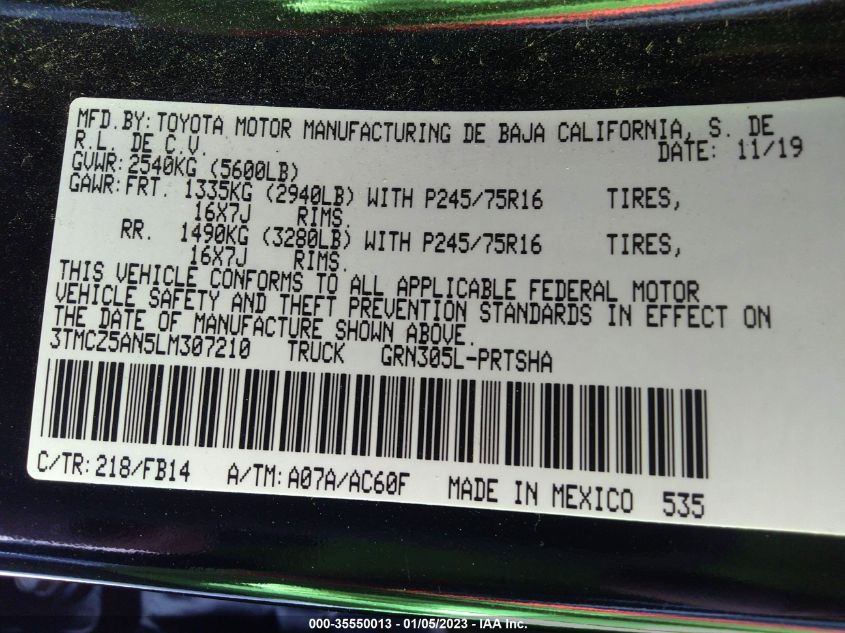 MFD. BY: TOYOTA MOTOR MANUFACTURING DE BAJA CALIFORNIA, S. DE
R.L. DE C.V. DATE: 11/19
GVWR: 2540KG (5600LB)
GAWR: FRT. 1335KG (2940LB) WITH P245/75R16 TIRES,
16X7J RIMS.
RR. 1490KG (3280LB) WITH P245/75R16 TIRES,
16X7J RIMS.
THIS VEHICLE CONFORMS TO ALL APPLICABLE FEDERAL MOTOR
VEHICLE SAFETY AND THEFT PREVENTION STANDARDS IN EFFECT ON
THE DATE OF MANUFACTURE SHOWN ABOVE.
3TMCZ5AN5LM307210 TRUCK GRN305L-PRTSHA
C/TR: 218/FB14 A/TM: A07A/AC60F MADE IN MEXICO 535
000-35550013 - 01/05/2023 - IAA Inc.